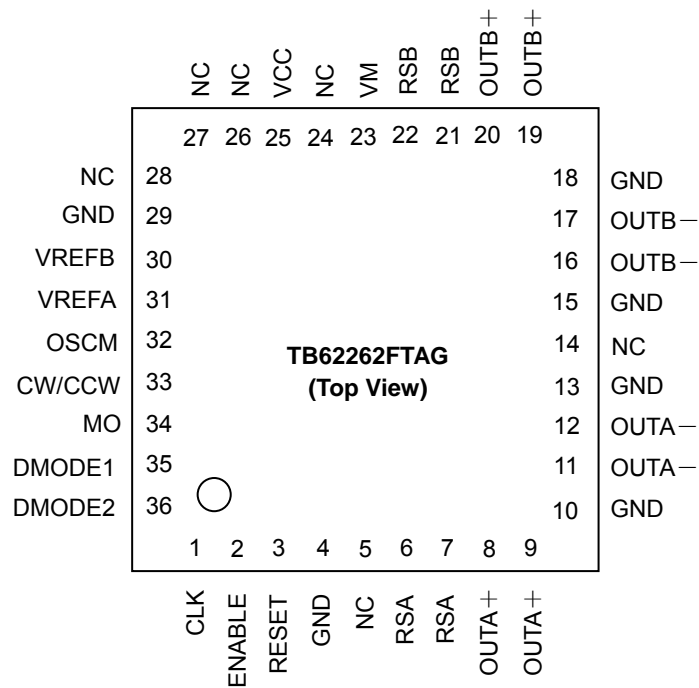 NC NC VCC NC VM RSB RSB OUTB+ OUTB+
27 26 25 24 23 22 21 20 19
NC 28
GND 29
VREFB 30
VREFA 31
OSCM 32
CW/CCW 33
MO 34
DMODE1 35
DMODE2 36
TB62262FTAG
(Top View)
18 GND
17 OUTB−
16 OUTB−
15 GND
14 NC
13 GND
12 OUTA−
11 OUTA−
10 GND
1 2 3 4 5 6 7 8 9
CLK ENABLE RESET GND NC RSA RSA OUTA+ OUTA+